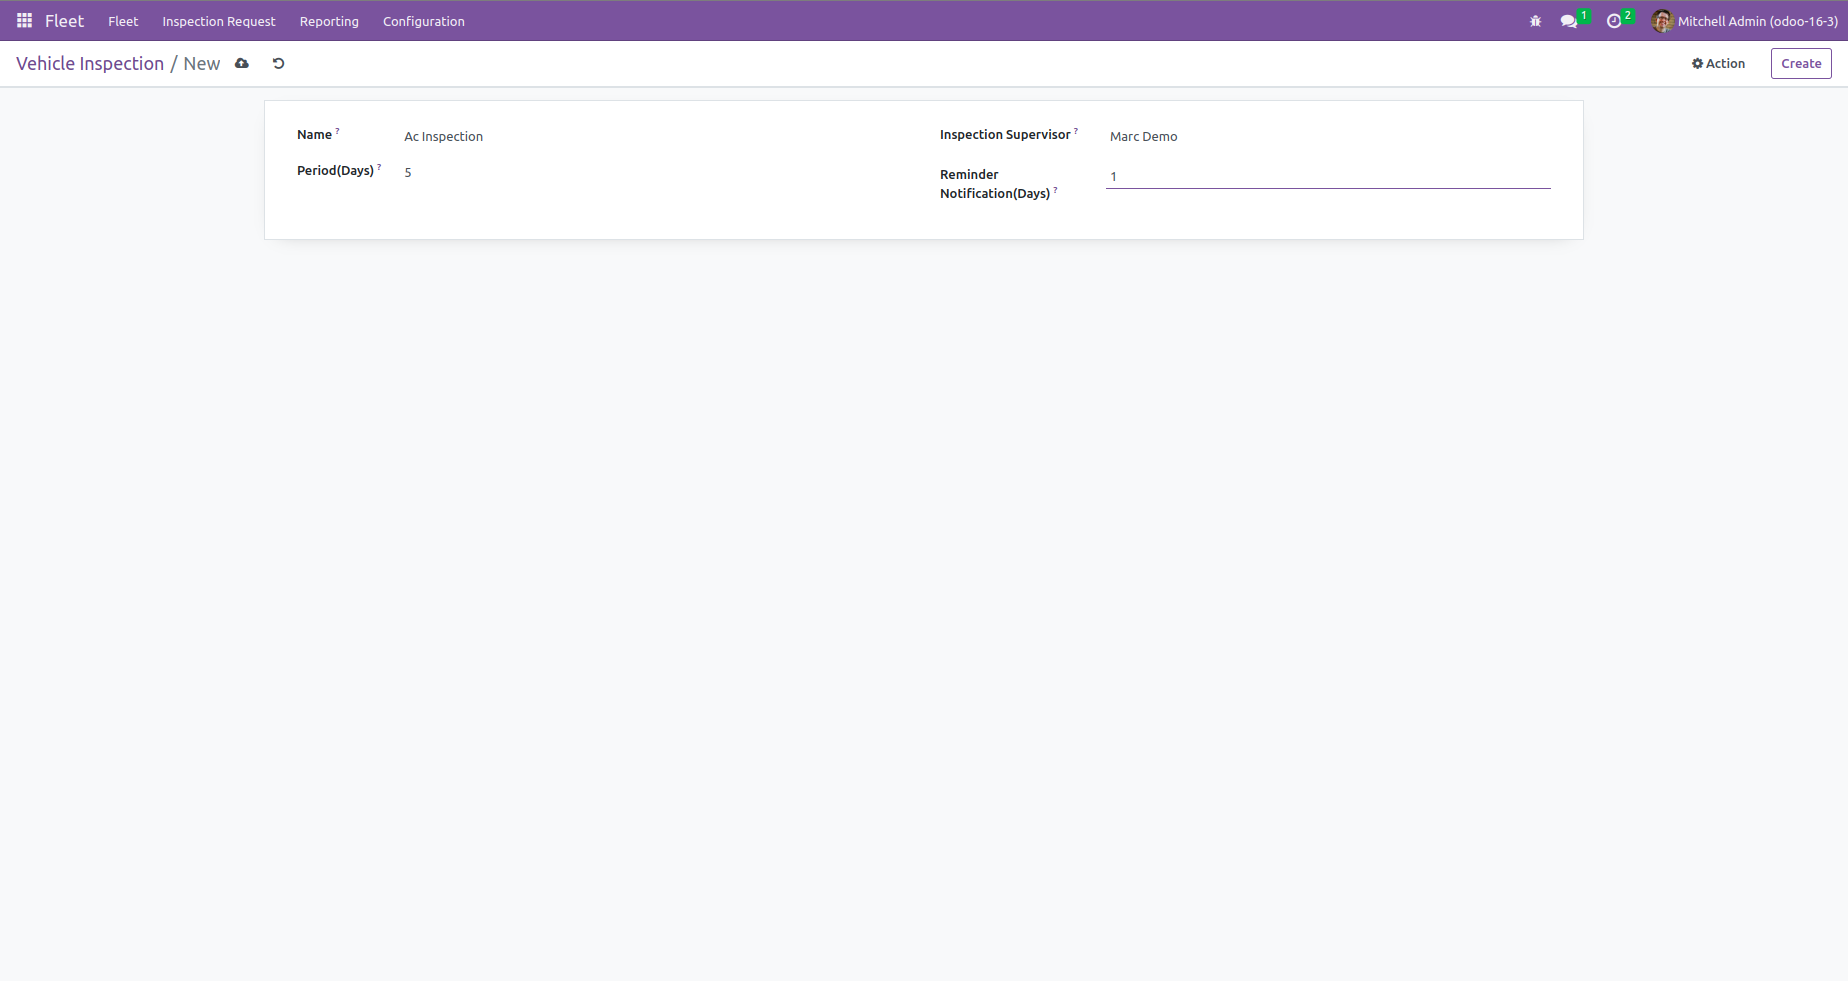 Fleet Fleet Inspection Request Reporting Configuration 1 2 Mitchell Admin (odoo-16-3)
Vehicle Inspection / New Action Create
Name ? Ac Inspection Inspection Supervisor ? Marc Demo
Period(Days) ? 5 Reminder
Notification(Days) ? 1